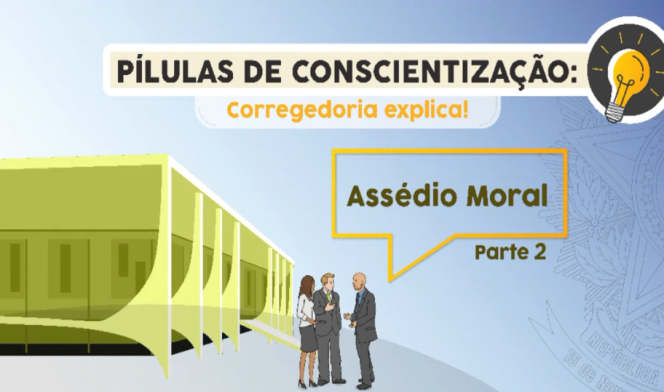 PÍLULAS DE CONSCIENTIZAÇÃO:
Corregedoria explica!
Assédio Moral
Parte 2